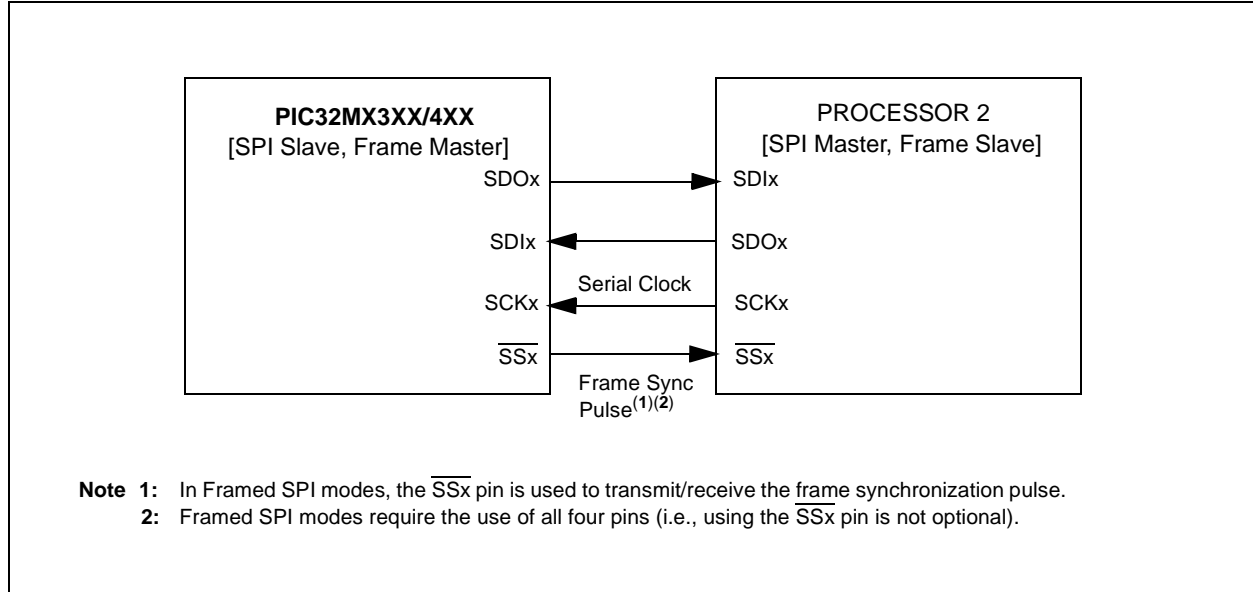 PIC32MX3XX/4XX
[SPI Slave, Frame Master]
PROCESSOR 2
[SPI Master, Frame Slave]
SDOx
SDIx
SDIx
SDOx
Serial Clock
SCKx
SCKx
SSx
SSx
Frame Sync
Pulse(1)(2)
Note 1: In Framed SPI modes, the SSx pin is used to transmit/receive the frame synchronization pulse.
2: Framed SPI modes require the use of all four pins (i.e., using the SSx pin is not optional).